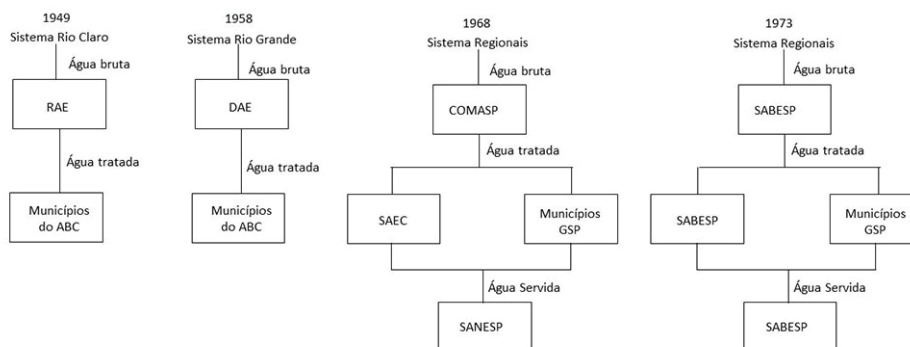 1949
Sistema Rio Claro
Água bruta
RAE
Água tratada
Municípios
do ABC
1958
Sistema Rio Grande
Água bruta
DAE
Água tratada
Municípios
do ABC
1968
Sistema Regionais
Água bruta
COMASP
Água tratada
SAEC
Municípios
GSP
Água Servida
SANESP
1973
Sistema Regionais
Água bruta
SABESP
Água tratada
SABESP
Municípios
GSP
Água Servida
SABESP